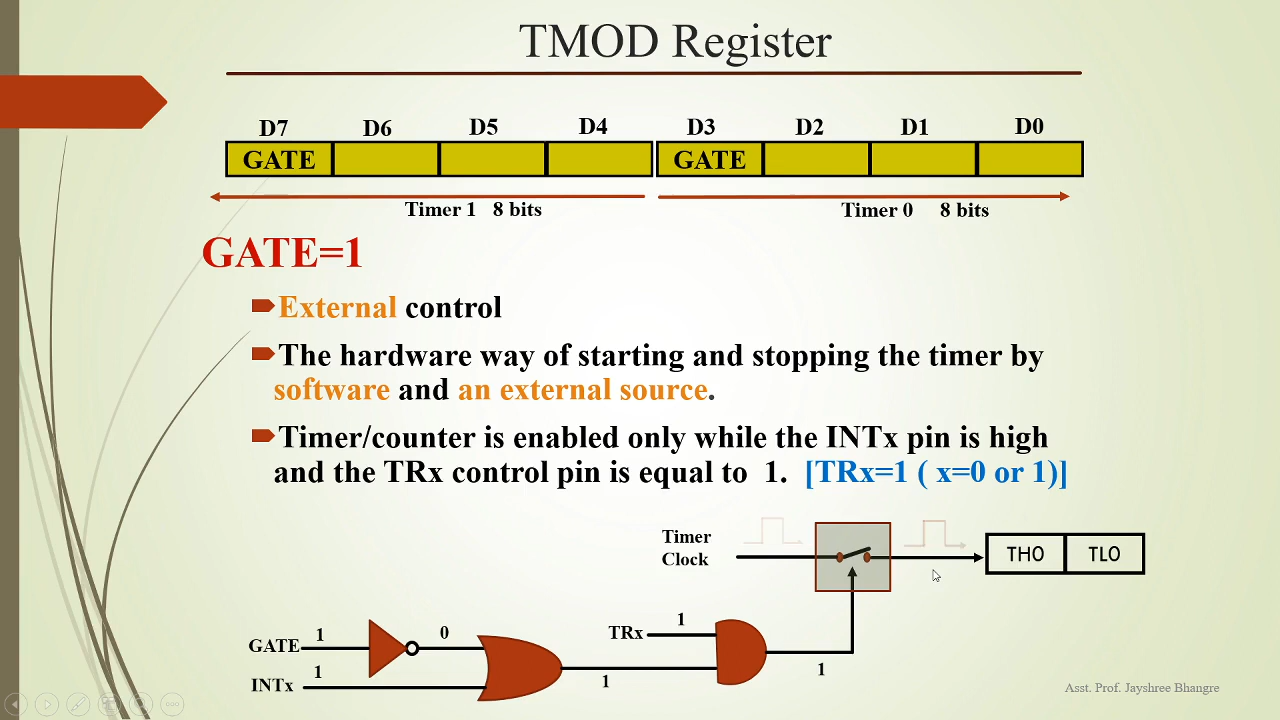 TMOD Register
D7 D6 D5 D4 D3 D2 D1 D0
GATE GATE
Timer 1 8 bits Timer 0 8 bits
GATE=1
External control
The hardware way of starting and stopping the timer by
software and an external source.
Timer/counter is enabled only while the INTx pin is high
and the TRx control pin is equal to 1. [TRx=1 ( x=0 or 1)]
Timer
Clock
THO TLO
TRx 1
GATE 1 0
1
INTx 1
1
Asst. Prof. Jayshree Bhangre